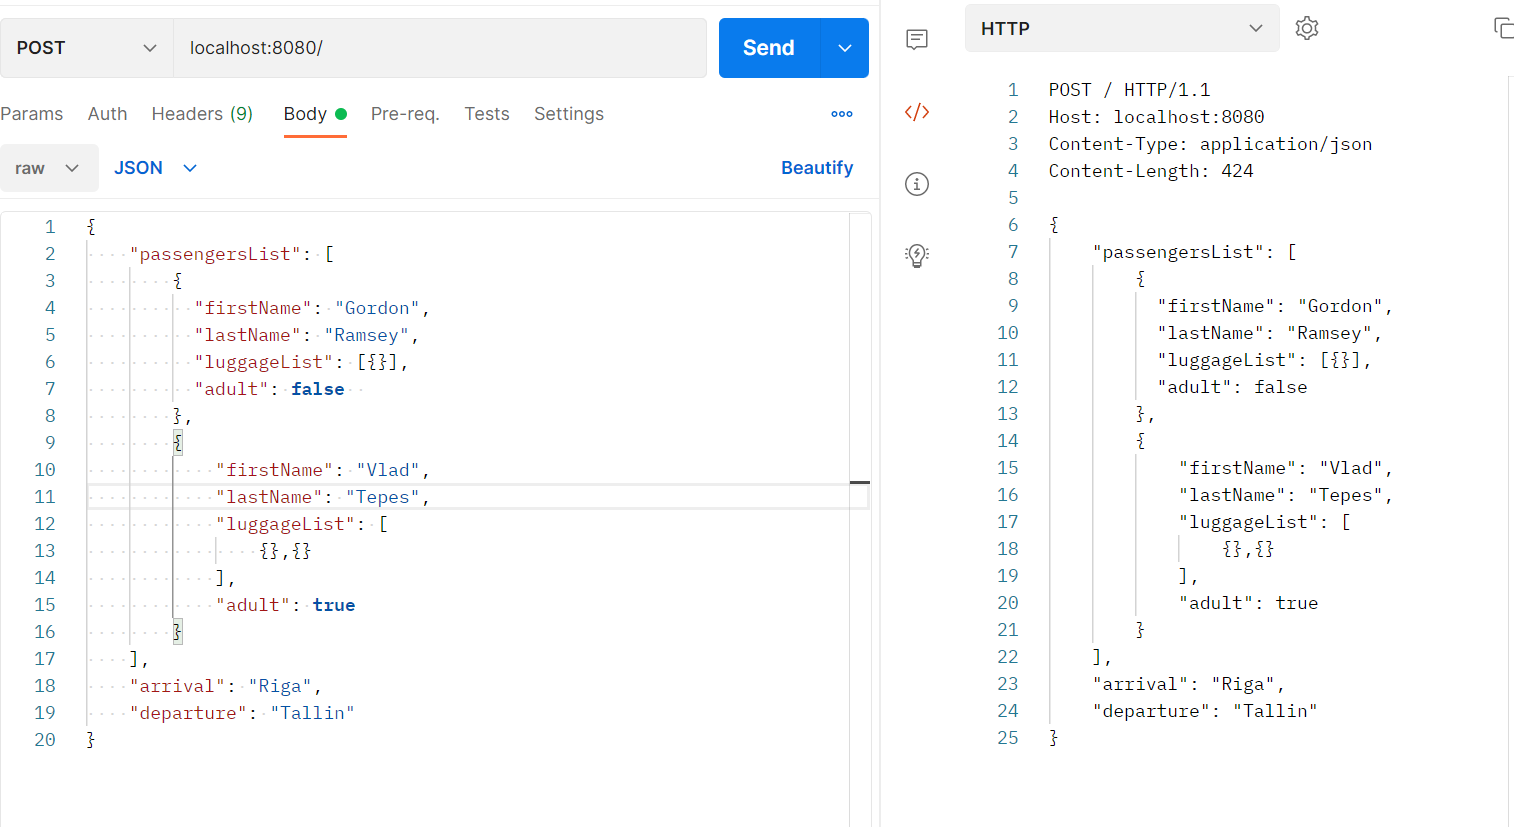 POST localhost:8080/ Send
Params Auth Headers (9) Body Pre-req. Tests Settings
raw JSON Beautify
1 {
2 "passengersList": [
3 {
4 "firstName": "Gordon",
5 "lastName": "Ramsey",
6 "luggageList": [{}],
7 "adult": false
8 },
9 {
10 "firstName": "Vlad",
11 "lastName": "Tepes",
12 "luggageList": [
13 {},{}
14 ],
15 "adult": true
16 }
17 ],
18 "arrival": "Riga",
19 "departure": "Tallin"
20 }
HTTP
1 POST / HTTP/1.1
2 Host: localhost:8080
3 Content-Type: application/json
4 Content-Length: 424
5
6 {
7 "passengersList": [
8 {
9 "firstName": "Gordon",
10 "lastName": "Ramsey",
11 "luggageList": [{}],
12 "adult": false
13 },
14 {
15 "firstName": "Vlad",
16 "lastName": "Tepes",
17 "luggageList": [
18 {},{}
19 ],
20 "adult": true
21 }
22 ],
23 "arrival": "Riga",
24 "departure": "Tallin"
25 }